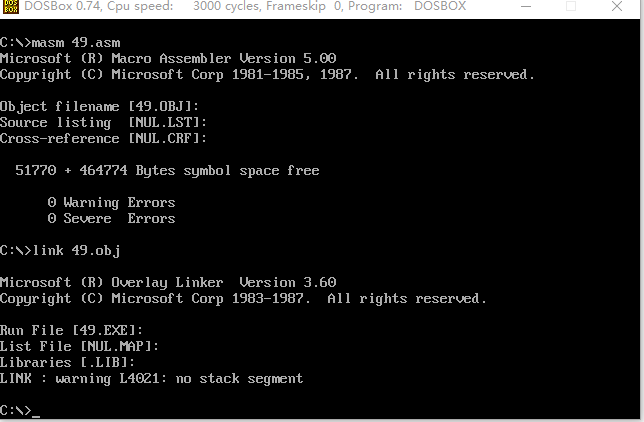 DOS BOX DOSBox 0.74, Cpu speed:    3000 cycles, Frameskip  0, Program:   DOSBOX
C:\>masm 49.asm
Microsoft (R) Macro Assembler Version 5.00
Copyright (C) Microsoft Corp 1981-1985, 1987.  All rights reserved.
Object filename [49.OBJ]:
Source listing  [NUL.LST]:
Cross-reference [NUL.CRF]:
  51770 + 464774 Bytes symbol space free
      0 Warning Errors
      0 Severe  Errors
C:\>link 49.obj
Microsoft (R) Overlay Linker  Version 3.60
Copyright (C) Microsoft Corp 1983-1987.  All rights reserved.
Run File [49.EXE]:
List File [NUL.MAP]:
Libraries [.LIB]:
LINK : warning L4021: no stack segment
C:\>_